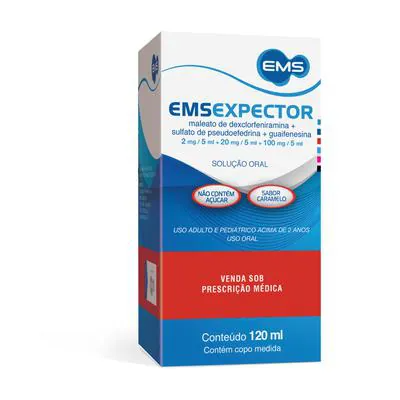 EMS
EMSEXPECTOR
maleato de dexclorfeniramina +
sulfato de pseudoefedrina + guaifenesina
2 mg / 5 ml + 20 mg / 5 ml + 100 mg / 5 ml
SOLUÇÃO ORAL
NÃO CONTÉM
AÇÚCAR
SABOR
CARAMELO
USO ADULTO E PEDIÁTRICO ACIMA DE 2 ANOS
USO ORAL
VENDA SOB
PRESCRIÇÃO MÉDICA
Conteúdo 120 ml
Contém copo medida